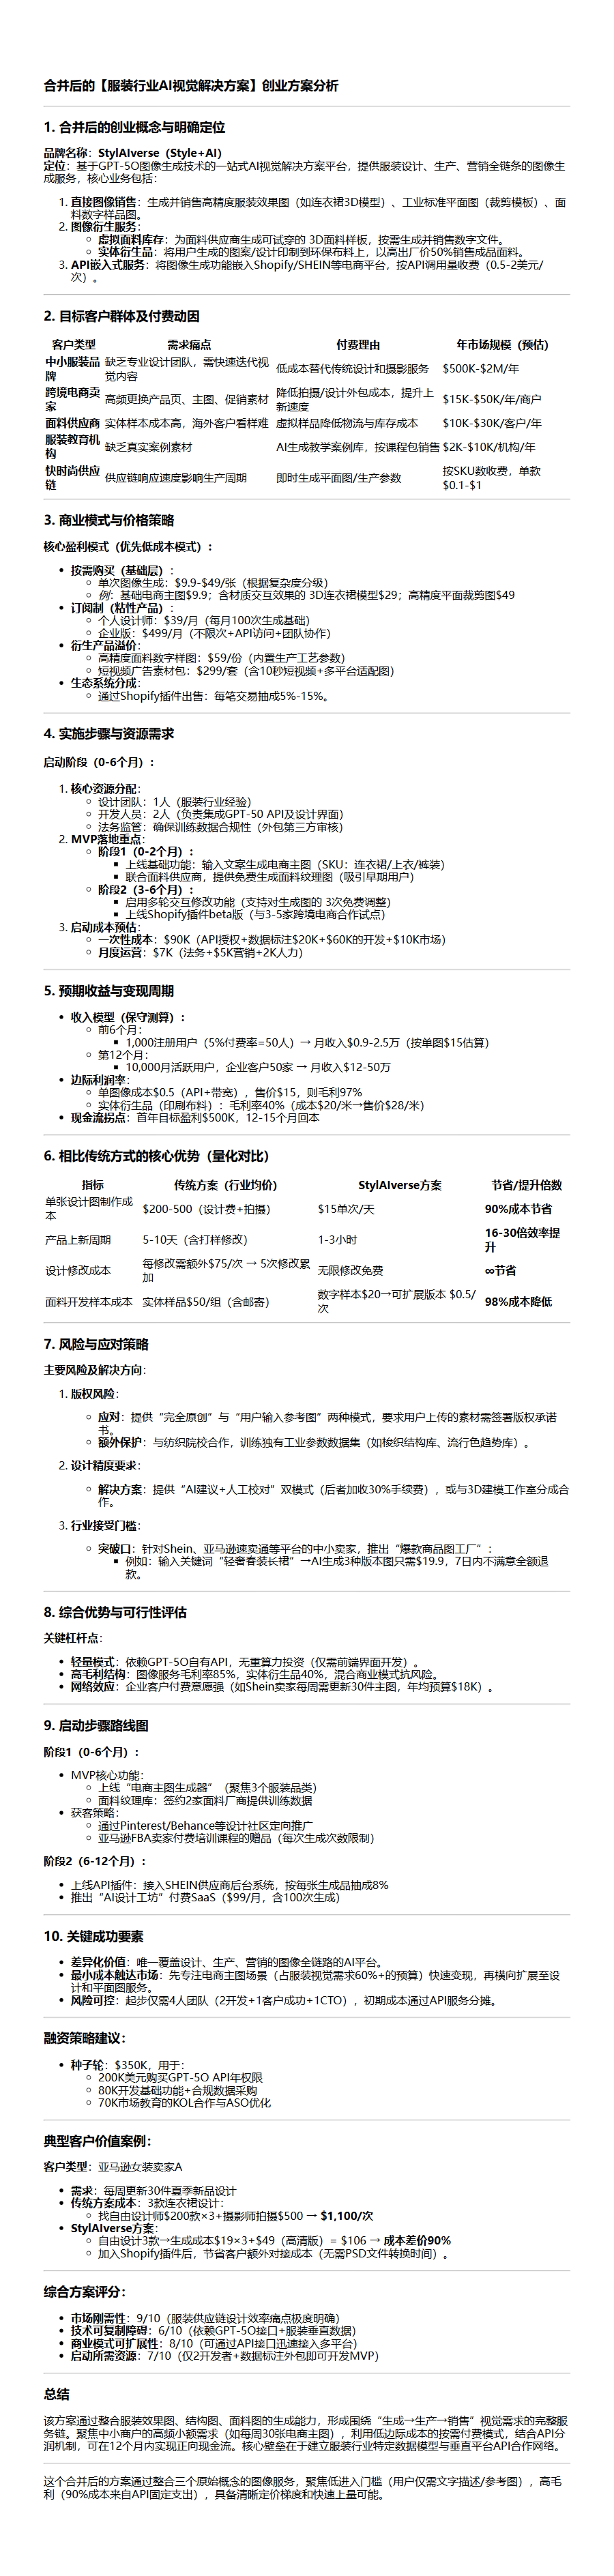 合并后的【服装行业AI视觉解决方案】创业方案分析
1. 合并后的创业概念与明确定位
品牌名称：StylAIverse（Style+AI）
定位：基于GPT-5O图像生成技术的一站式AI视觉解决方案平台，提供服装设计、生产、营销全链条的图像生
成服务，核心业务包括：
1. 直接图像销售：生成并销售高精度服装效果图（如连衣裙3D模型）、工业标准平面图（裁剪模板）、面
料数字样品图。
2. 图像衍生服务：
◦ 虚拟面料库存：为面料供应商生成可试穿的 3D面料样板，按需生成并销售数字文件。
◦ 实体衍生品：将用户生成的图案/设计印制到环保布料上，以高出厂价50%销售成品面料。
3. API嵌入式服务：将图像生成功能嵌入Shopify/SHEIN等电商平台，按API调用量收费（0.5-2美元/
次）。
2. 目标客户群体及付费动因
客户类型 需求痛点 付费理由 年市场规模（预估）
中小服装品 缺乏专业设计团队，需快速迭代视 低成本替代传统设计和摄影服务 $500K-$2M/年
牌 觉内容
跨境电商卖 高频更换产品页、主图、促销素材 降低拍摄/设计外包成本，提升上 $15K-$50K/年/商户
家 新速度
面料供应商 实体样品成本高，海外客户看样难 虚拟样品降低物流与库存成本 $10K-$30K/客户/年
服装教育机 缺乏真实案例素材 AI生成教学案例库，按课程包销售 $2K-$10K/机构/年
构
快时尚供应 供应链响应速度影响生产周期 即时生成平面图/生产参数 按SKU数收费，单款
链 $0.1-$1
3. 商业模式与价格策略
核心盈利模式（优先低成本模式）：
• 按需购买（基础层）：
◦ 单次图像生成：$9.9-$49/张（根据复杂度分级）
◦ 例：基础电商主图$9.9；含材质交互效果的 3D连衣裙模型$29；高精度平面裁剪图$49
• 订阅制（粘性产品）：
◦ 个人设计师：$39/月（每月100次生成基础）
◦ 企业版：$499/月（不限次+API访问+团队协作）
• 衍生产品溢价：
◦ 高精度面料数字样图：$59/份（内置生产工艺参数）
◦ 短视频广告素材包：$299/套（含10秒短视频+多平台适配图）
• 生态系统分成：
◦ 通过Shopify插件出售：每笔交易抽成5%-15%。
4. 实施步骤与资源需求
启动阶段（0-6个月）：
1. 核心资源分配：
◦ 设计团队：1人（服装行业经验）
◦ 开发人员：2人（负责集成GPT-50 API及设计界面）
◦ 法务监管：确保训练数据合规性（外包第三方审核）
2. MVP落地重点：
◦ 阶段1（0-2个月）：
▪ 上线基础功能：输入文案生成电商主图（SKU：连衣裙/上衣/裤装）
▪ 联合面料供应商，提供免费生成面料纹理图（吸引早期用户）
◦ 阶段2（3-6个月）：
▪ 启用多轮交互修改功能（支持对生成图的 3次免费调整）
▪ 上线Shopify插件beta版（与3-5家跨境电商合作试点）
3. 启动成本预估：
◦ 一次性成本：$90K（API授权+数据标注$20K+$60K的开发+$10K市场）
◦ 月度运营：$7K（法务+$5K营销+2K人力）
5. 预期收益与变现周期
• 收入模型（保守测算）：
◦ 前6个月：
▪ 1,000注册用户（5%付费率=50人）→ 月收入$0.9-2.5万（按单图$15估算）
◦ 第12个月：
▪ 10,000月活跃用户，企业客户50家 → 月收入$12-50万
• 边际利润率：
◦ 单图像成本$0.5（API+带宽），售价$15，则毛利97%
◦ 实体衍生品（印刷布料）：毛利率40%（成本$20/米→售价$28/米）
• 现金流拐点：首年目标盈利$500K，12-15个月回本
6. 相比传统方式的核心优势（量化对比）
指标 传统方案（行业均价） StylAIverse方案 节省/提升倍数
单张设计图制作成 $200-500（设计费+拍摄） $15单次/天 90%成本节省
本
产品上新周期 5-10天（含打样修改） 1-3小时 16-30倍效率提
升
设计修改成本 每修改需额外$75/次 → 5次修改累 无限修改免费 ∞节省
加
面料开发样本成本 实体样品$50/组（含邮寄） 数字样本$20→可扩展版本 $0.5/ 98%成本降低
次
7. 风险与应对策略
主要风险及解决方向：
1. 版权风险：
◦ 应对：提供“完全原创”与“用户输入参考图”两种模式，要求用户上传的素材需签署版权承诺
书。
◦ 额外保护：与纺织院校合作，训练独有工业参数数据集（如梭织结构库、流行色趋势库）。
2. 设计精度要求：
◦ 解决方案：提供“AI建议+人工校对”双模式（后者加收30%手续费），或与3D建模工作室分成合
作。
3. 行业接受门槛：
◦ 突破口：针对Shein、亚马逊速卖通等平台的中小卖家，推出“爆款商品图工厂”：
▪ 例如：输入关键词“轻奢春装长裙”→AI生成3种版本图只需$19.9，7日内不满意全额退
款。
8. 综合优势与可行性评估
关键杠杆点：
• 轻量模式：依赖GPT-5O自有API，无重算力投资（仅需前端界面开发）。
• 高毛利结构：图像服务毛利率85%，实体衍生品40%，混合商业模式抗风险。
• 网络效应：企业客户付费意愿强（如Shein卖家每周需更新30件主图，年均预算$18K）。
9. 启动步骤路线图
阶段1（0-6个月）：
• MVP核心功能：
◦ 上线“电商主图生成器”（聚焦3个服装品类）
◦ 面料纹理库：签约2家面料厂商提供训练数据
• 获客策略：
◦ 通过Pinterest/Behance等设计社区定向推广
◦ 亚马逊FBA卖家付费培训课程的赠品（每次生成次数限制）
阶段2（6-12个月）：
• 上线API插件：接入SHEIN供应商后台系统，按每张生成品抽成8%
• 推出“AI设计工坊”付费SaaS（$99/月，含100次生成）
10. 关键成功要素
• 差异化价值：唯一覆盖设计、生产、营销的图像全链路的AI平台。
• 最小成本触达市场：先专注电商主图场景（占服装视觉需求60%+的预算）快速变现，再横向扩展至设
计和平面图服务。
• 风险可控：起步仅需4人团队（2开发+1客户成功+1CTO），初期成本通过API服务分摊。
融资策略建议：
• 种子轮：$350K，用于：
◦ 200K美元购买GPT-5O API年权限
◦ 80K开发基础功能+合规数据采购
◦ 70K市场教育的KOL合作与ASO优化
典型客户价值案例：
客户类型：亚马逊女装卖家A
• 需求：每周更新30件夏季新品设计
• 传统方案成本：3款连衣裙设计：
◦ 找自由设计师$200款×3+摄影师拍摄$500 → $1,100/次
• StylAIverse方案：
◦ 自由设计3款→生成成本$19×3+$49（高清版）= $106 → 成本差价90%
◦ 加入Shopify插件后，节省客户额外对接成本（无需PSD文件转换时间）。
综合方案评分：
• 市场刚需性：9/10（服装供应链设计效率痛点极度明确）
• 技术可复制障碍：6/10（依赖GPT-5O接口+服装垂直数据）
• 商业模式可扩展性：8/10（可通过API接口迅速接入多平台）
• 启动所需资源：7/10（仅2开发者+数据标注外包即可开发MVP）
总结
该方案通过整合服装效果图、结构图、面料图的生成能力，形成围绕“生成→生产→销售”视觉需求的完整服
务链。聚焦中小商户的高频小额需求（如每周30张电商主图），利用低边际成本的按需付费模式，结合API分
润机制，可在12个月内实现正向现金流。核心壁垒在于建立服装行业特定数据模型与垂直平台API合作网络。
这个合并后的方案通过整合三个原始概念的图像服务，聚焦低进入门槛（用户仅需文字描述/参考图），高毛
利（90%成本来自API固定支出），具备清晰定价梯度和快速上量可能。